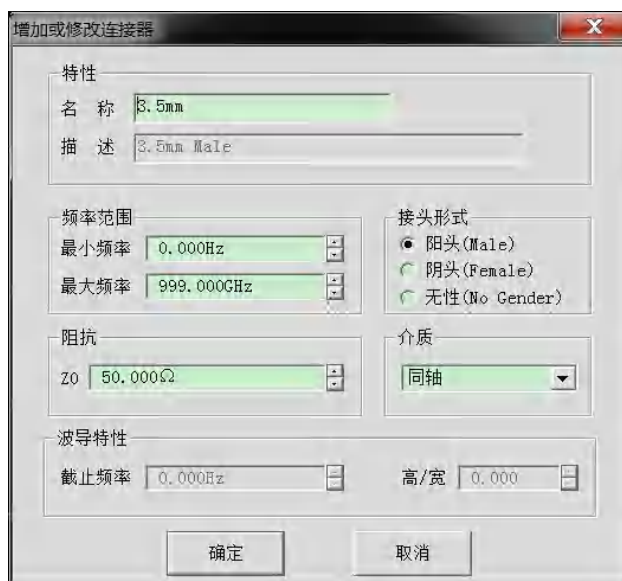 增加或修改连接器
特性
名 称 3.5mm
描 述 3.5mm Male
频率范围
最小频率 0.000Hz
最大频率 999.000GHz
接头形式
阳头(Male)
阴头(Female)
无性(No Gender)
阻抗
Z0 50.000Ω
介质
同轴
波导特性
截止频率 0.000Hz
高/宽 0.000
确定
取消